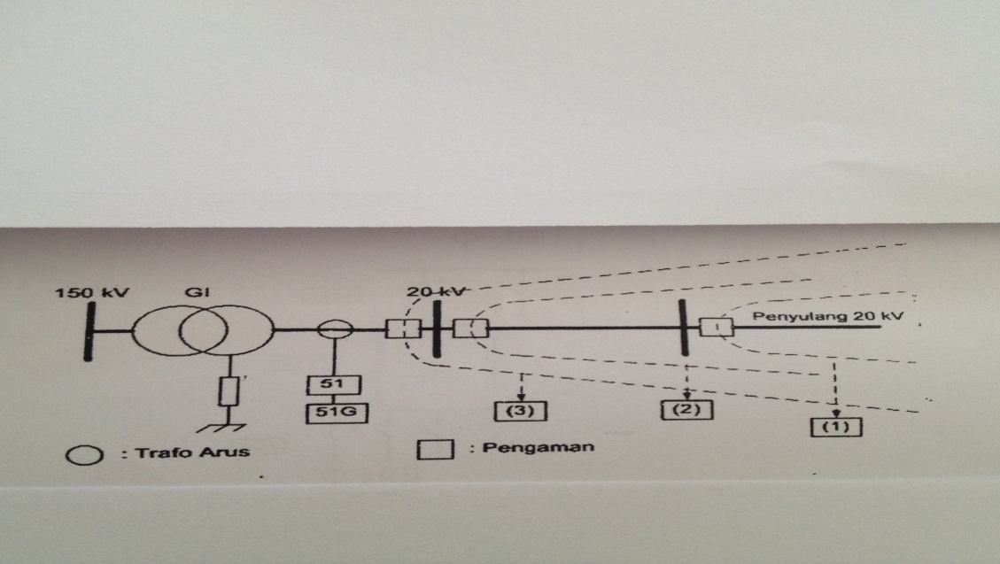 150 kV
GI
20 kV
Penyulang 20 kV
51
51G
(3)
(2)
(1)
: Trafo Arus
: Pengaman